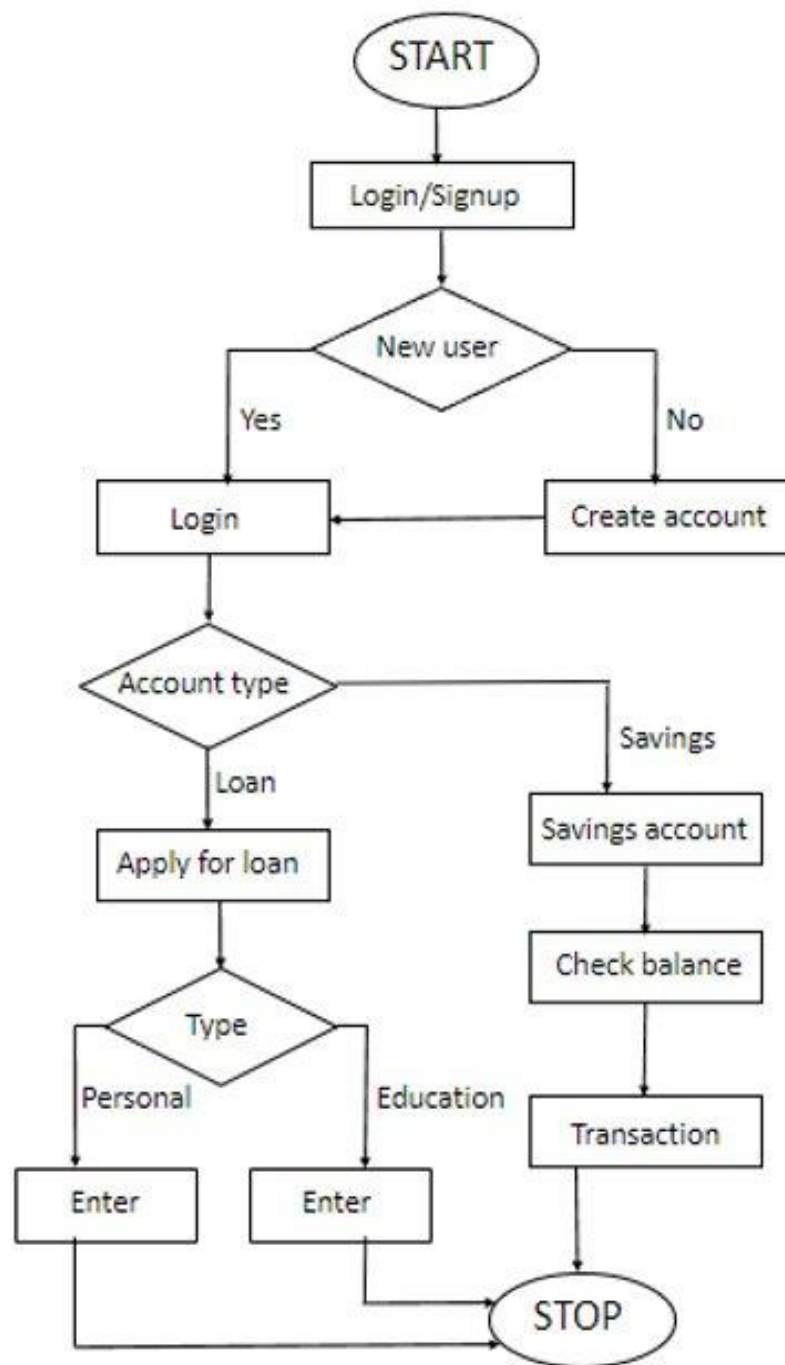 START
Login/Signup
New user
Yes
No
Login
Create account
Account type
Savings
Loan
Savings account
Apply for loan
Check balance
Type
Personal
Education
Transaction
Enter
Enter
STOP